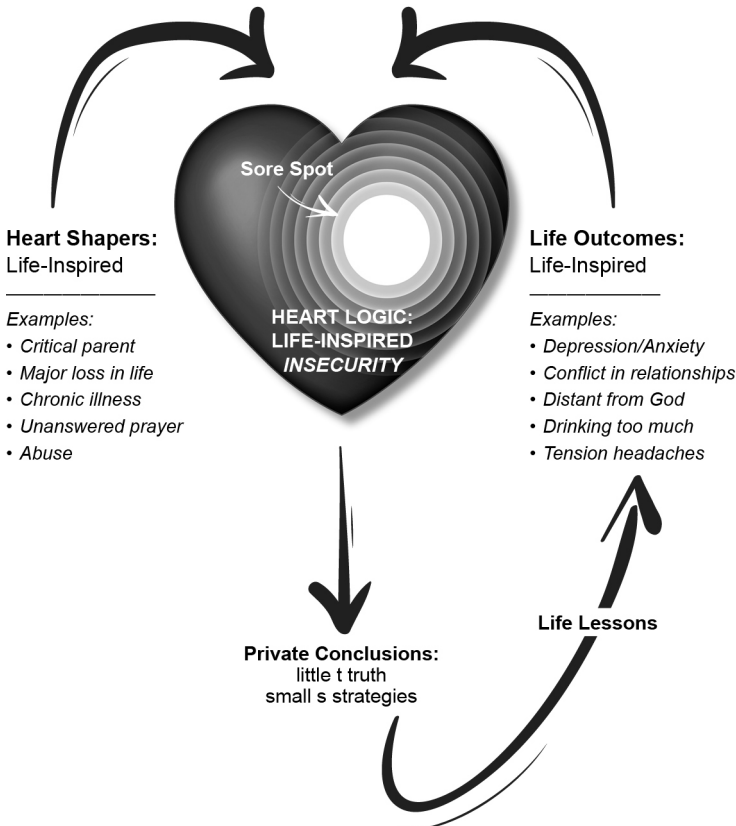 Sore Spot
HEART LOGIC:
LIFE-INSPIRED
INSECURITY
Heart Shapers:
Life-Inspired
Examples:
• Critical parent
• Major loss in life
• Chronic illness
• Unanswered prayer
• Abuse
Life Outcomes:
Life-Inspired
Examples:
• Depression/Anxiety
• Conflict in relationships
• Distant from God
• Drinking too much
• Tension headaches
Private Conclusions:
little t truth
small s strategies
Life Lessons